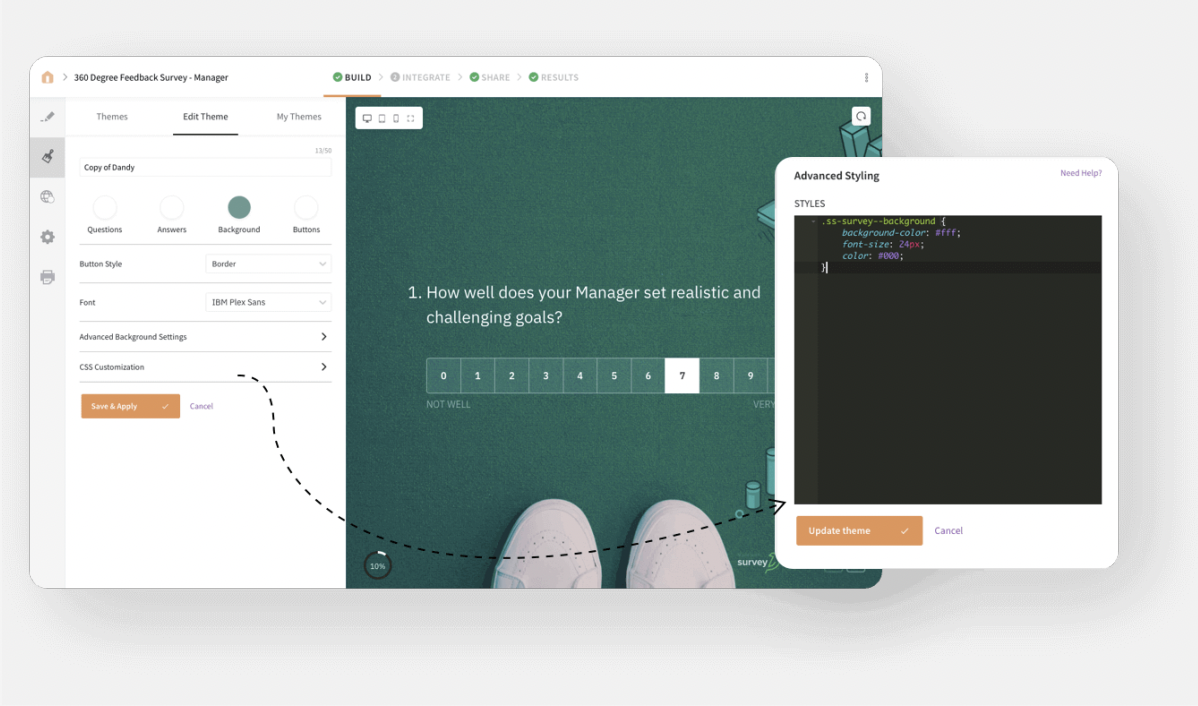 360 Degree Feedback Survey - Manager
BUILD
2 INTEGRATE
SHARE
RESULTS
Themes
Edit Theme
My Themes
13/50
Copy of Dandy
Questions
Answers
Background
Buttons
Button Style
Border
Font
IBM Plex Sans
Advanced Background Settings
CSS Customization
Save & Apply
Cancel
1. How well does your Manager set realistic and
challenging goals?
0 1 2 3 4 5 6 7 8 9
NOT WELL
VERY
10%
survey
Advanced Styling
Need Help?
STYLES
.ss-survey--background {
background-color: #fff;
font-size: 24px;
color: #000;
}
Update theme
Cancel